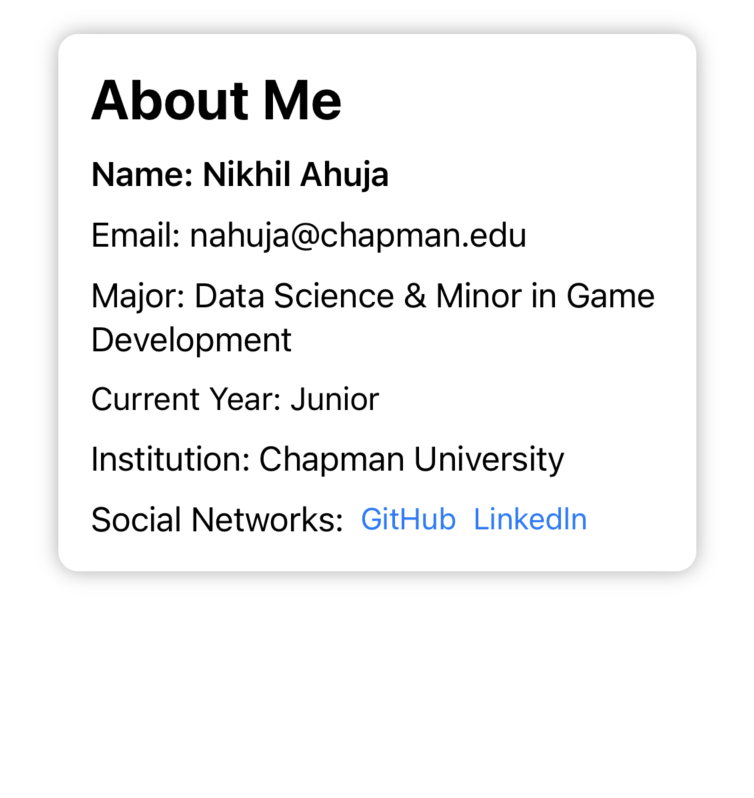 About Me
Name: Nikhil Ahuja
Email: nahuja@chapman.edu
Major: Data Science & Minor in Game
Development
Current Year: Junior
Institution: Chapman University
Social Networks: GitHub LinkedIn